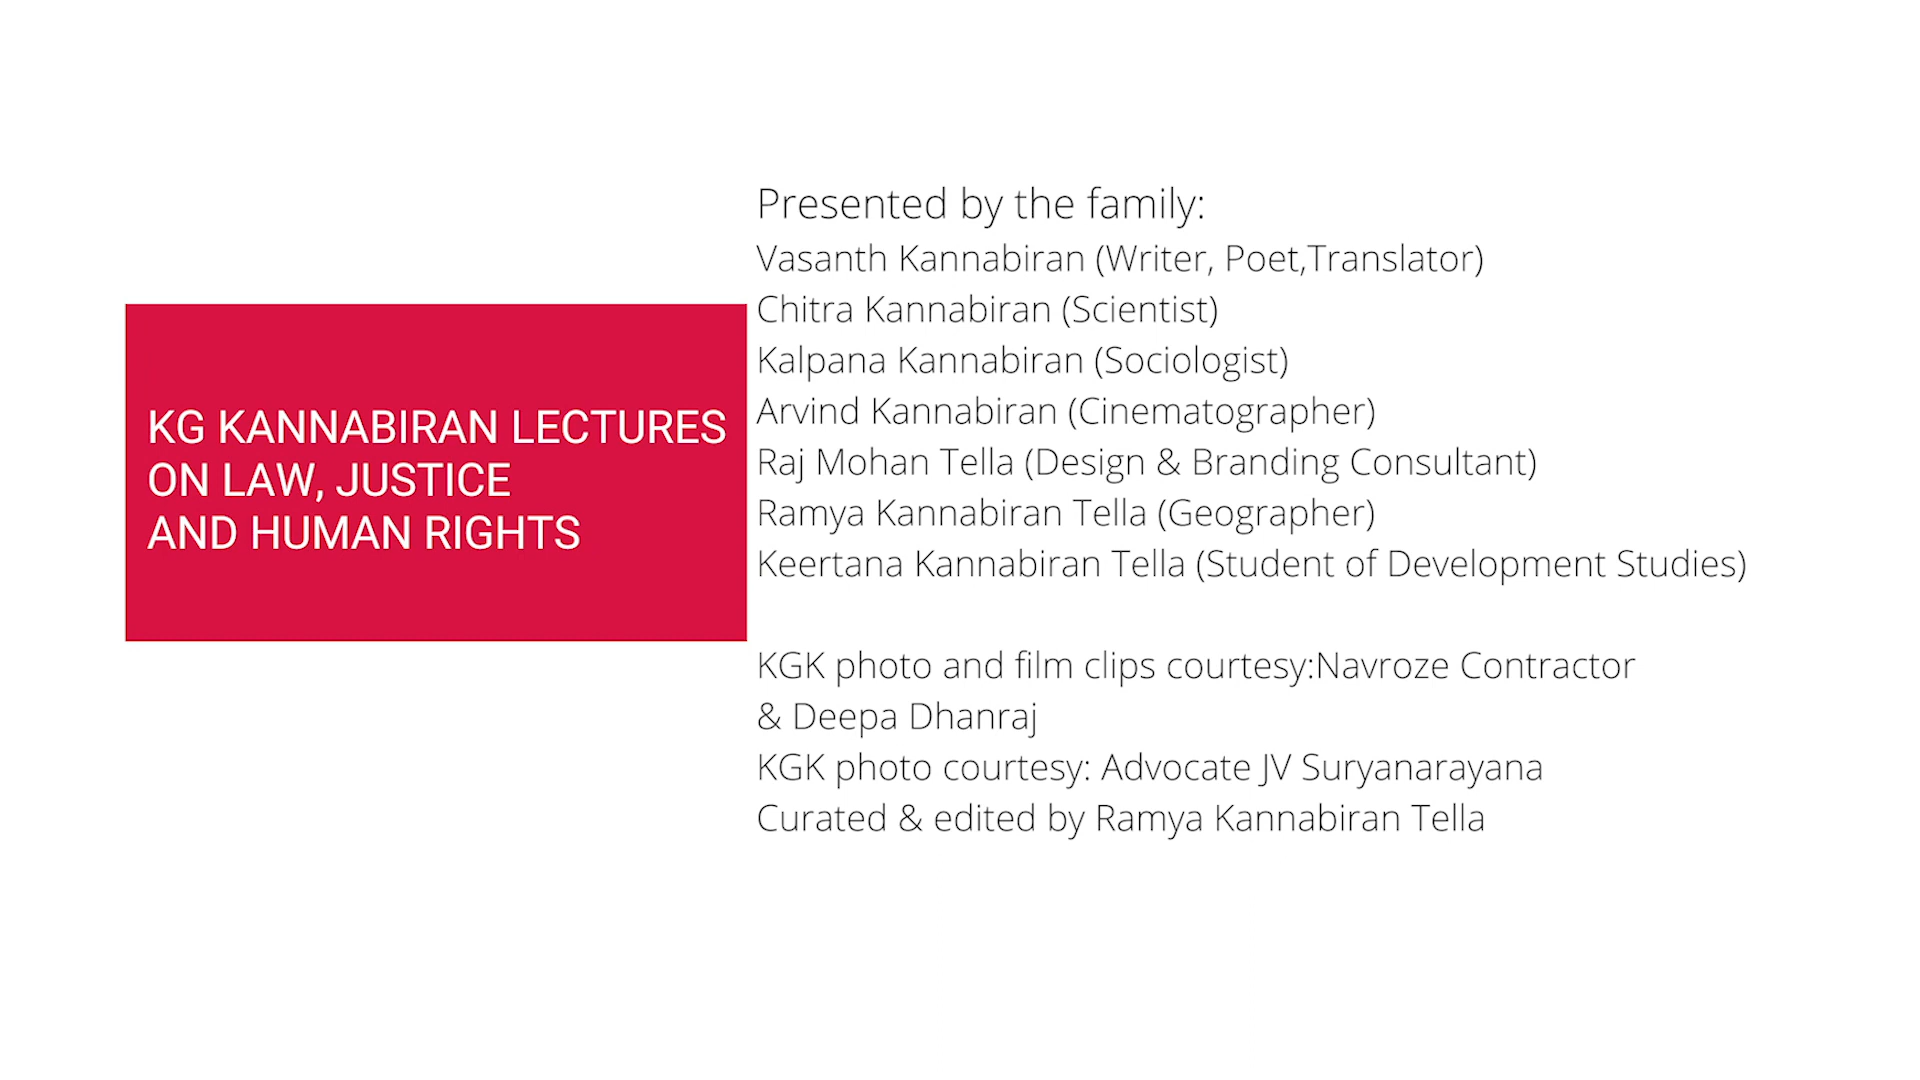 KG KANNABIRAN LECTURES
ON LAW, JUSTICE
AND HUMAN RIGHTS
Presented by the family:
Vasanth Kannabiran (Writer, Poet,Translator)
Chitra Kannabiran (Scientist)
Kalpana Kannabiran (Sociologist)
Arvind Kannabiran (Cinematographer)
Raj Mohan Tella (Design & Branding Consultant)
Ramya Kannabiran Tella (Geographer)
Keertana Kannabiran Tella (Student of Development Studies)
KGK photo and film clips courtesy:Navroze Contractor
& Deepa Dhanraj
KGK photo courtesy: Advocate JV Suryanarayana
Curated & edited by Ramya Kannabiran Tella